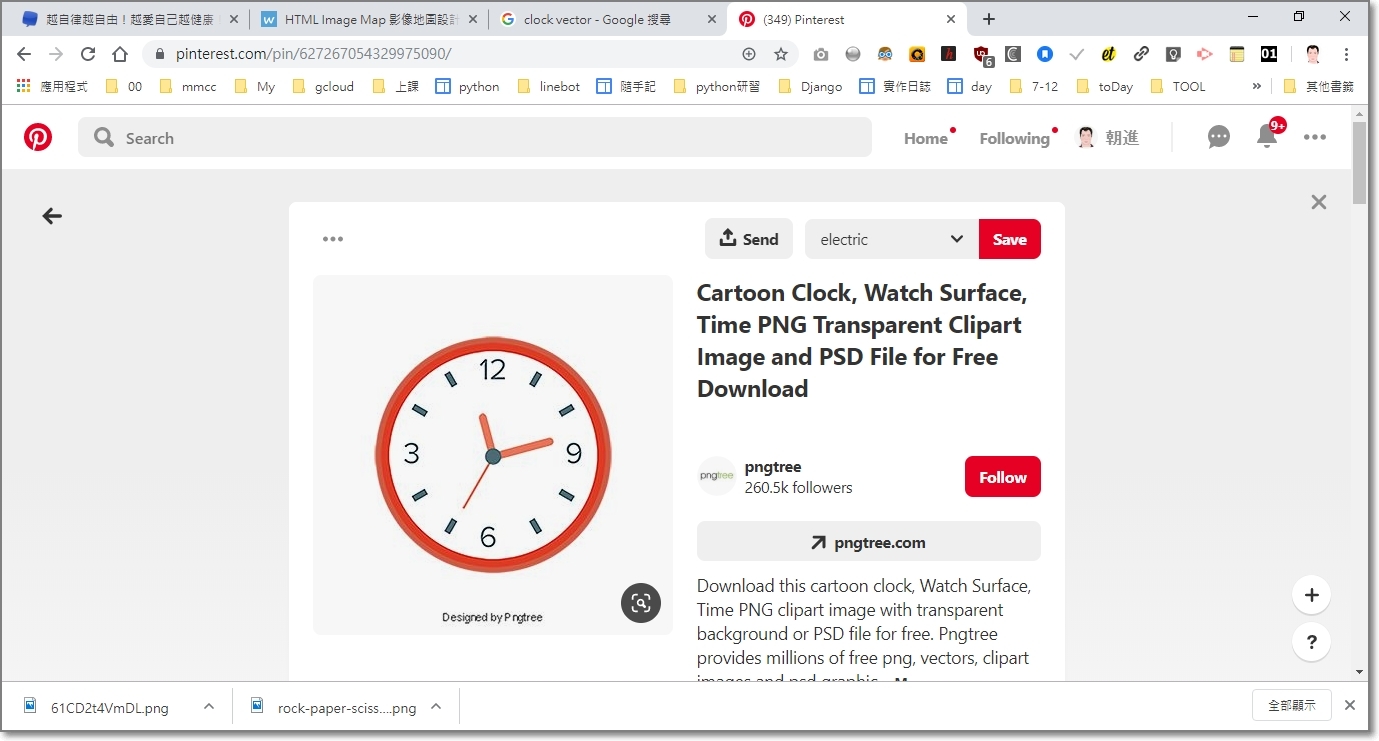 越自律越自由！越愛自己越健康
HTML Image Map 影像地圖設計
clock vector - Google 搜尋
(349) Pinterest
pinterest.com/pin/627267054329975090/
6
01
應用程式
00
mmcc
My
gcloud
上課
python
linebot
隨手記
python研習
Django
實作日誌
day
7-12
toDay
TOOL
»
其他書籤
Search
Home
Following
朝進
9+
Send
electric
Save
Cartoon Clock, Watch Surface,
Time PNG Transparent Clipart
Image and PSD File for Free
Download
12
3
9
6
Designed by Pngtree
pngtree
pngtree
260.5k followers
Follow
pngtree.com
Download this cartoon clock, Watch Surface,
Time PNG clipart image with transparent
background or PSD file for free. Pngtree
provides millions of free png, vectors, clipart
images and psd graphic
+
?
61CD2t4VmDL.png
rock-paper-sciss....png
全部顯示